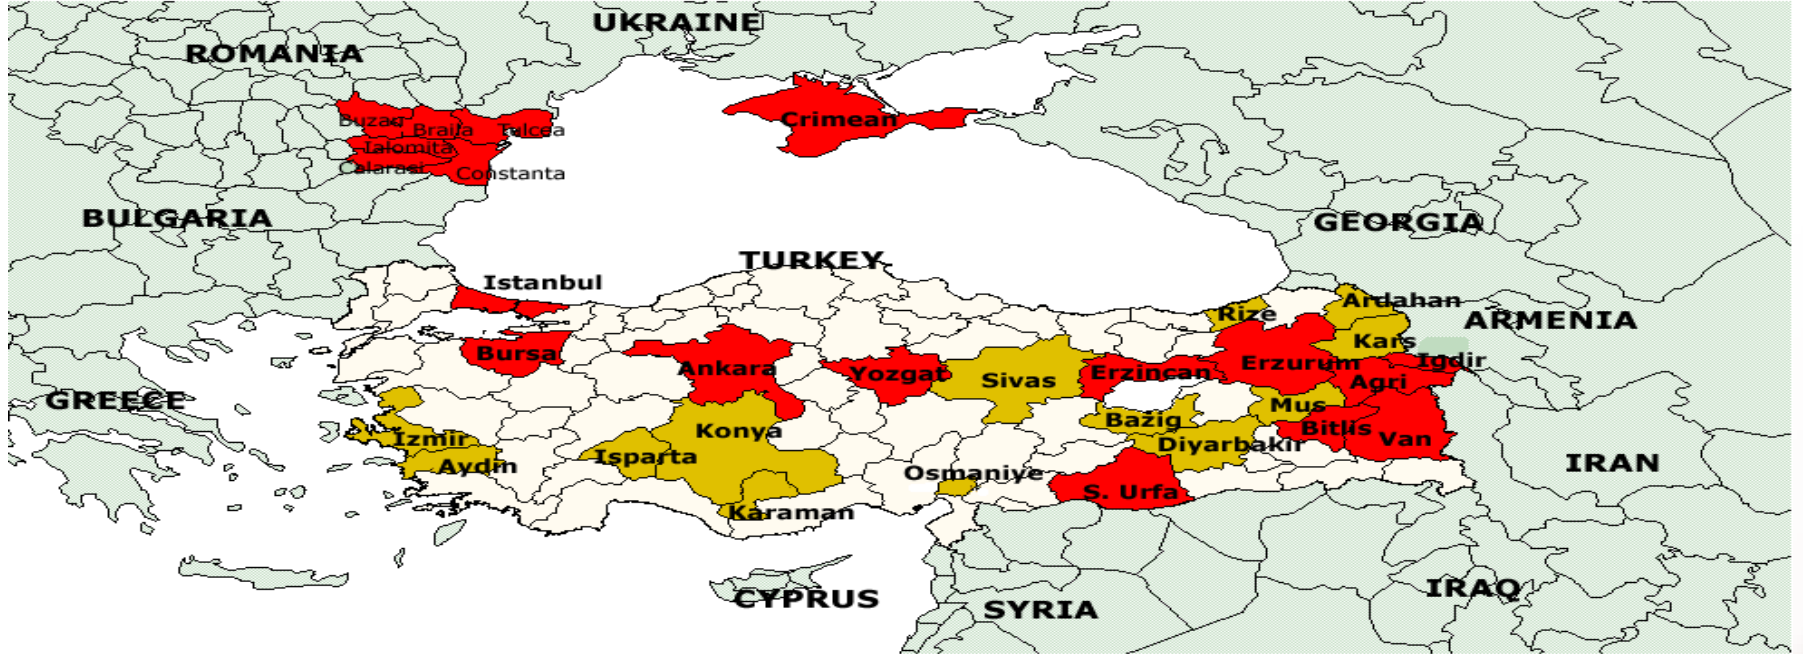 UKRAINE
ROMANIA
Buzau
Braila
Tulcea
Crimean
Ialomita
Calarasi
Constanta
BULGARIA
GEORGIA
TURKEY
Istanbul
Ardahan
Rize
ARMENIA
Kars
Bursa
Ankara
Yozgat
Sivas
Erzincan
Erzurum
Igdir
Agri
GREECE
Mus
Bazig
Konya
Bitlis
Van
Izmir
Diyarbakir
Isparta
Aydin
IRAN
Osmaniye
S. Urfa
Karaman
IRAQ
CYPRUS
SYRIA